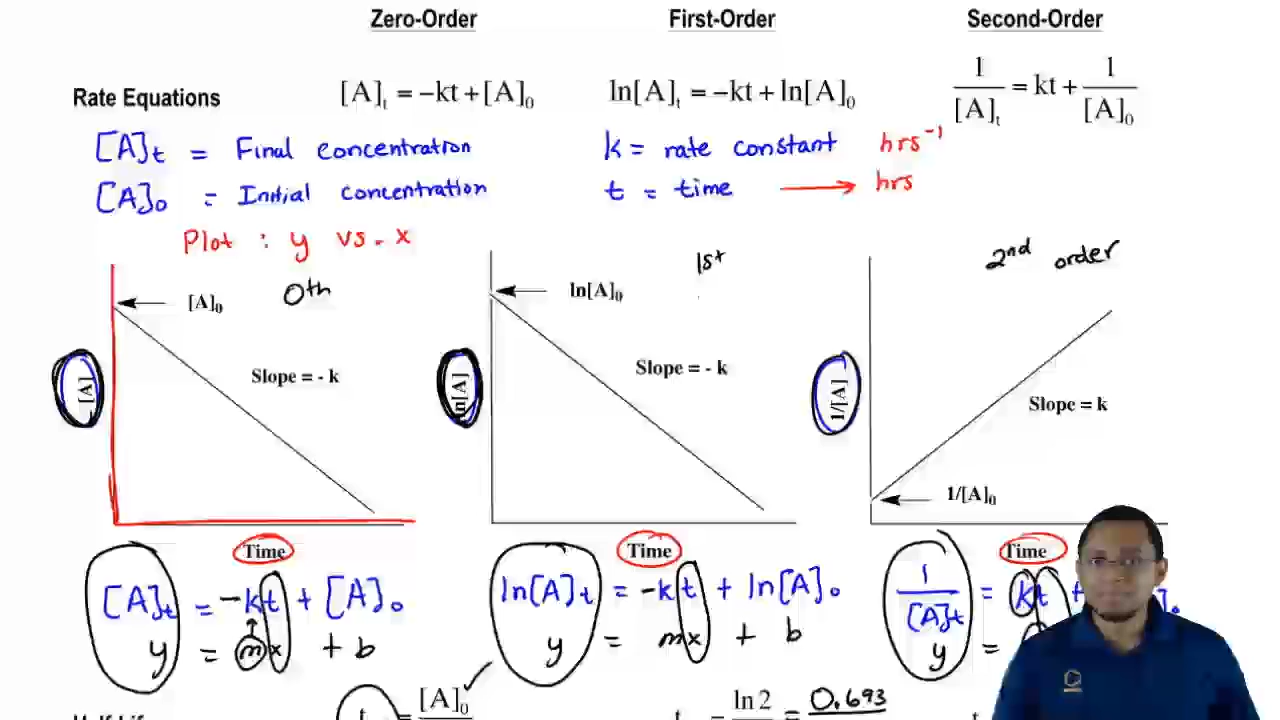 Zero-Order First-Order Second-Order
Rate Equations [A]t = −kt + [A]0 ln[A]t = −kt + ln[A]0 1/[A]t = kt + 1/[A]0
[A]t = Final concentration k = rate constant hrs⁻¹
[A]0 = Initial concentration t = time → hrs
Plot : y vs. x
0th 1st 2nd order
[A]0 ln[A]0
Slope = - k Slope = - k Slope = k
[A] ln[A] 1/[A]
1/[A]0
Time Time Time
[A]t = -kt + [A]0 ln[A]t = -kt + ln[A]0 1/[A]t = kt +
y = mx + b y = mx + b y =
[A]0 ln 2 = 0.693